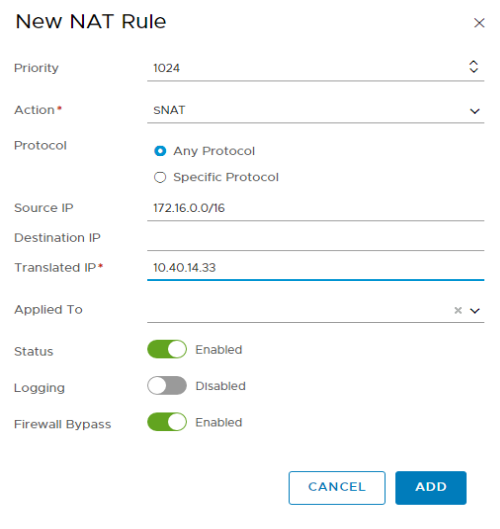 New NAT Rule
Priority 1024
Action* SNAT
Protocol Any Protocol
Specific Protocol
Source IP 172.16.0.0/16
Destination IP
Translated IP* 10.40.14.33
Applied To
Status Enabled
Logging Disabled
Firewall Bypass Enabled
CANCEL ADD